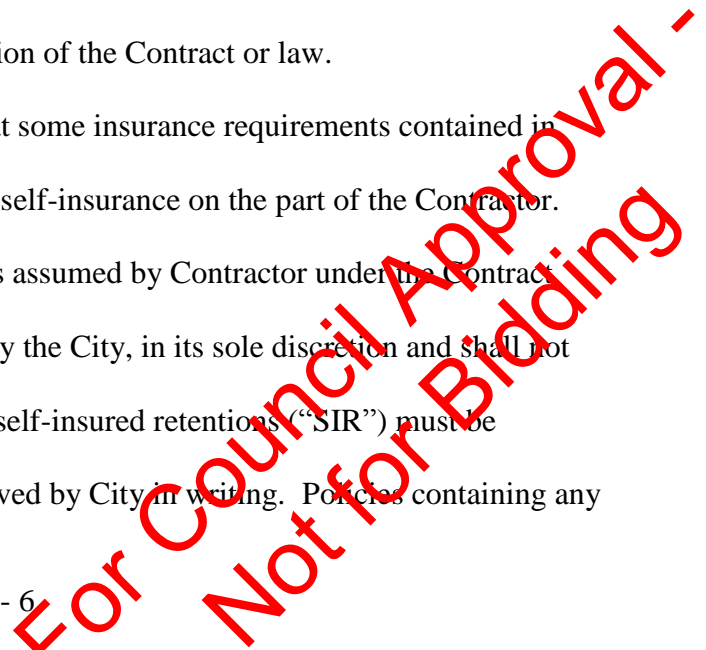 ion of the Contract or law.
t some insurance requirements contained in
self-insurance on the part of the Contractor.
s assumed by Contractor under the Contract
y the City, in its sole discretion and shall not
self-insured retentions (“SIR”) must be
ved by City in writing.  Policies containing any
- 6
For Council Approval -
Not for Bidding